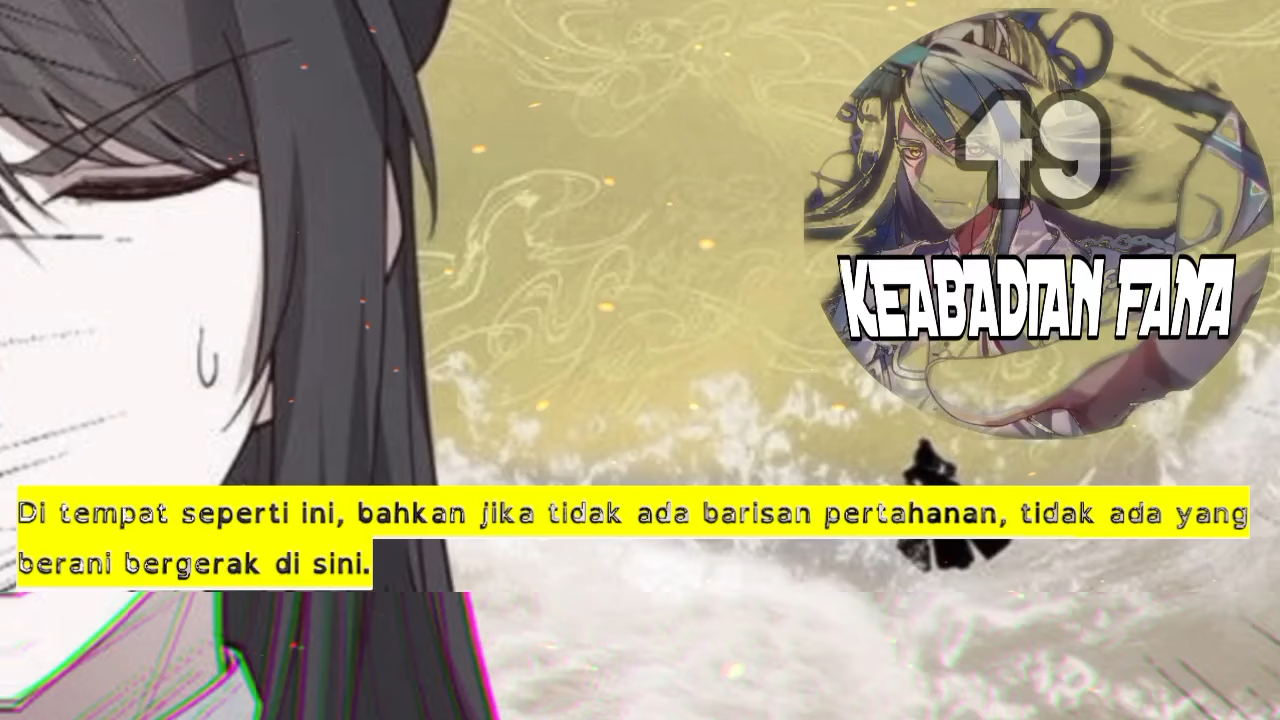 49
KEABADIAN FANA
Di tempat seperti ini, bahkan jika tidak ada barisan pertahanan, tidak ada yang
berani bergerak di sini.